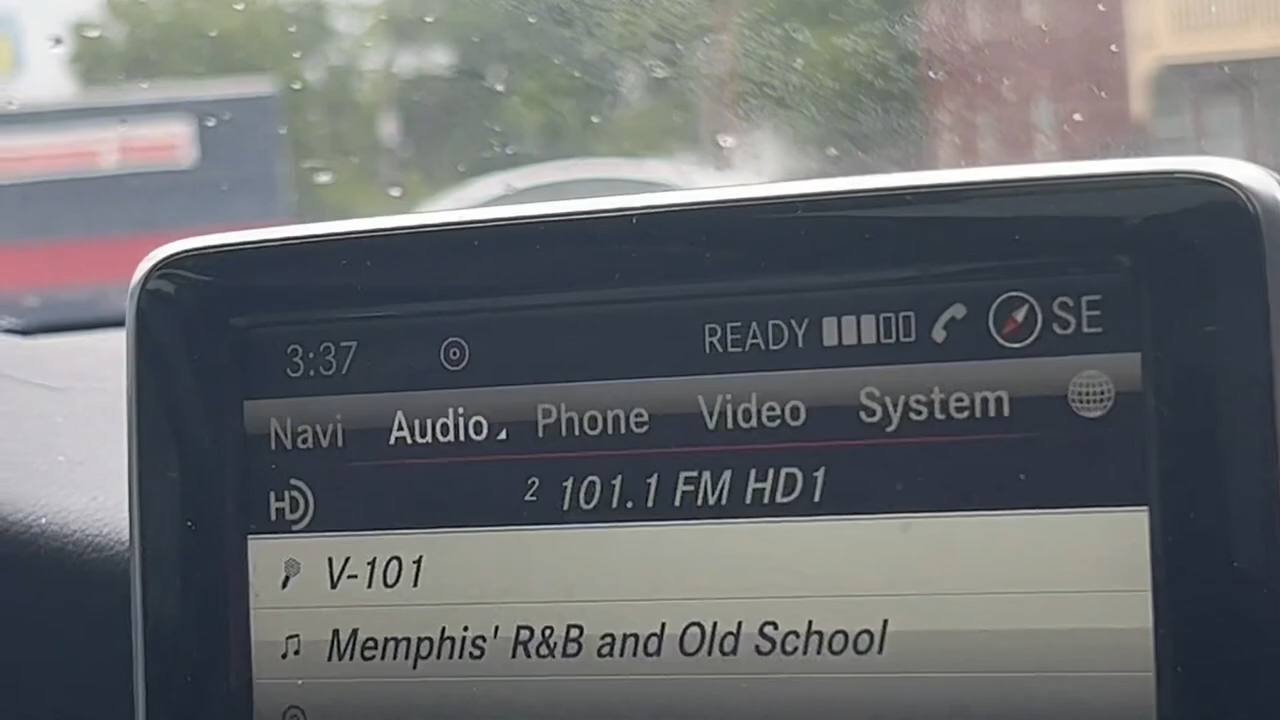 3:37 READY SE
Navi Audio Phone Video System
HD 2 101.1 FM HD1
V-101
Memphis' R&B and Old School